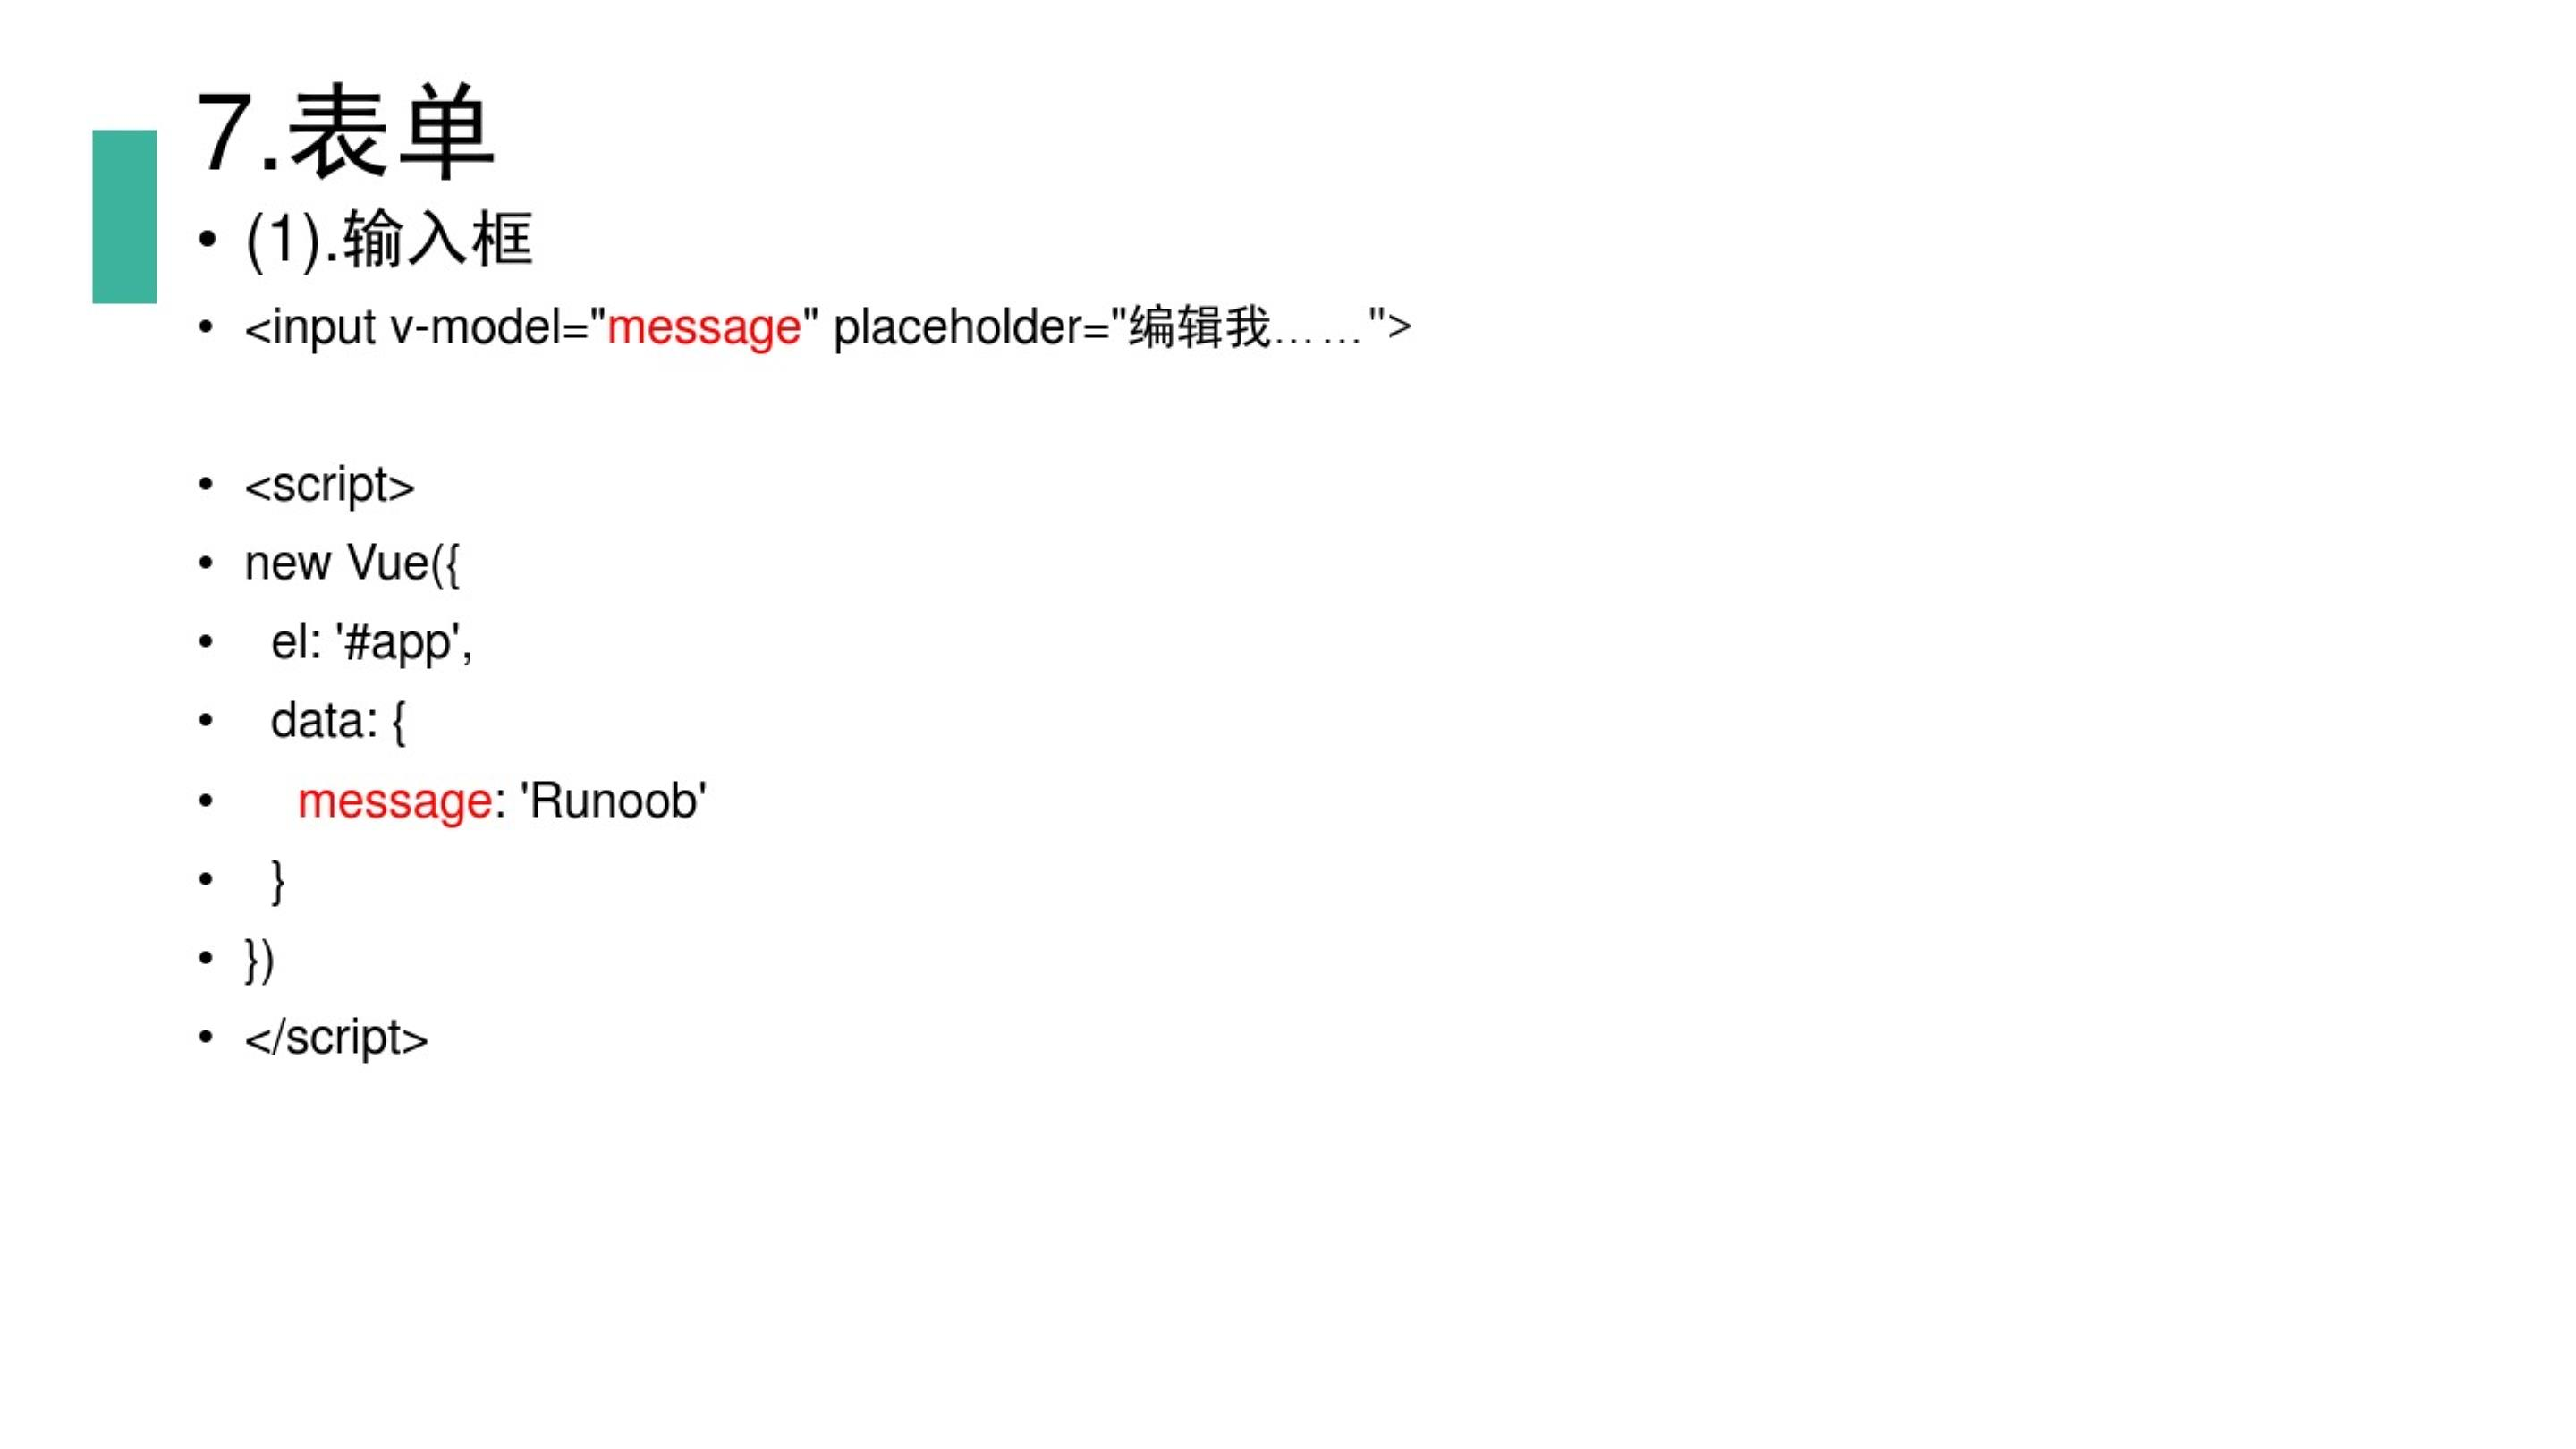 7.表单
• (1).输入框
• <input v-model="message" placeholder="编辑我……">
• <script>
• new Vue({
•   el: '#app',
•   data: {
•     message: 'Runoob'
•   }
• })
• </script>